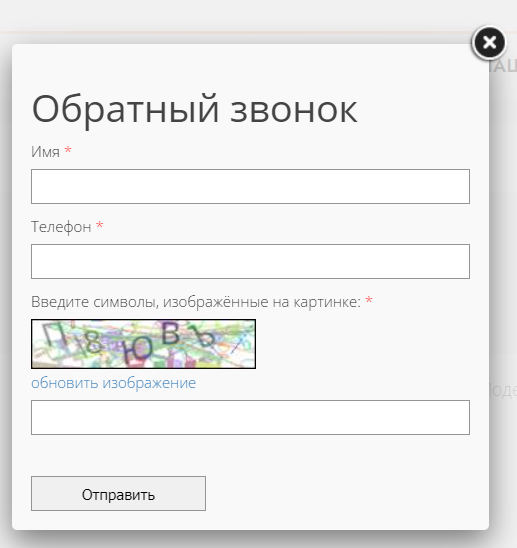 Обратный звонок
Имя *
Телефон *
Введите символы, изображённые на картинке: *
обновить изображение
Отправить